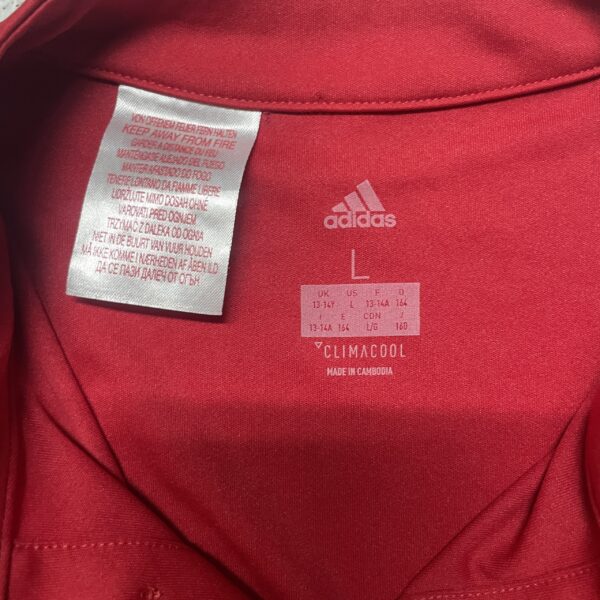 VON OFFENEM FEUER FERN HALTEN
KEEP AWAY FROM FIRE
GARDER A DISTANCE DU FEU
MANTÉNGASE ALEJADO DEL FUEGO
MANTER AFASTADO DO FOGO
TENERE LONTANO DA FIAMME LIBERE
UDRŽUJTE MIMO DOSAH OHNĚ
VAROVATI PRED OGNJEM
TRZYMAĆ Z DALEKA OD OGNIA
NIET IN DE BUURT VAN VUUR HOUDEN
MÅ IKKE KOMME I NÆRHEDEN AF ÅBEN ILD
ДА СЕ ПАЗИ ДАЛЕЧ ОТ ОГЪН
adidas
L
UK US F D
13-14Y L 13-14A 164
I E CDN J
13-14A 164 L/G 160
CLIMACOOL
MADE IN CAMBODIA